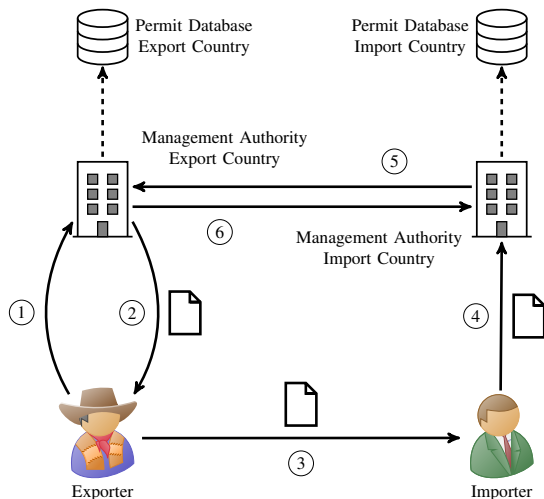 Permit Database
Export Country
Permit Database
Import Country
Management Authority
Export Country
5
6
Management Authority
Import Country
1
2
4
3
Exporter
Importer